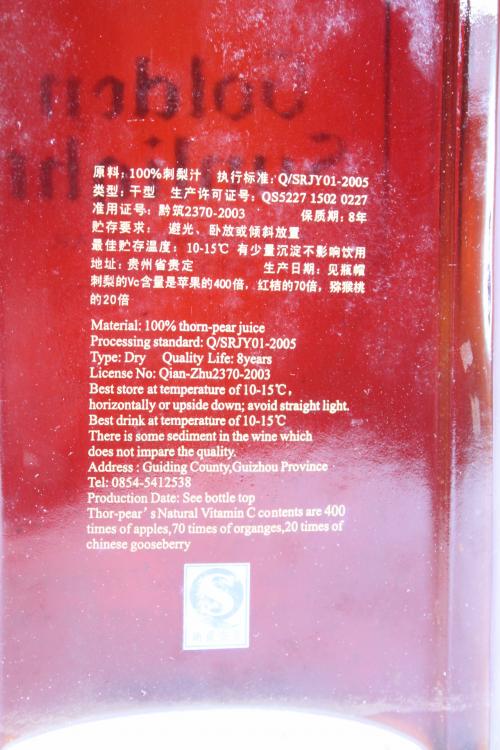 Golden
原料：100%刺梨汁 执行标准：Q/SRJY01-2005
类型：干型 生产许可证号：QS5227 1502 0227
准用证号：黔筑2370-2003 保质期：8年
贮存要求： 避光、卧放或倾斜放置
最佳贮存温度：10-15℃ 有少量沉淀不影响饮用
地址：贵州省贵定 生产日期：见瓶帽
刺梨的Vc含量是苹果的400倍，红桔的70倍，猕猴桃
的20倍
Material: 100% thorn-pear juice
Processing standard: Q/SRJY01-2005
Type: Dry Quality Life: 8years
License No: Qian-Zhu2370-2003
Best store at temperature of 10-15℃，
horizontally or upside down; avoid straight light.
Best drink at temperature of 10-15℃
There is some sediment in the wine which
does not impare the quality.
Address : Guiding County,Guizhou Province
Tel: 0854-5412538
Production Date: See bottle top
Thor-pear’s Natural Vitamin C contents are 400
times of apples,70 times of organges,20 times of
chinese gooseberry